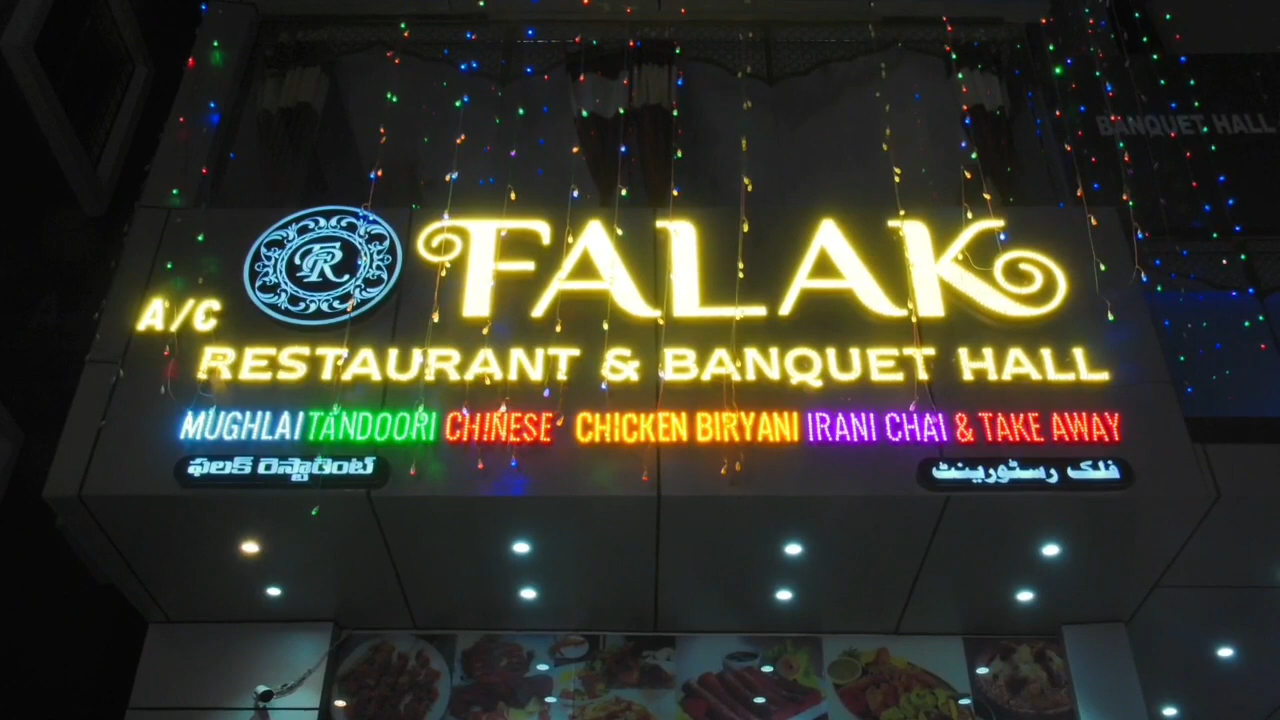 BANQUET HALL
FR
FALAK
A/C
RESTAURANT & BANQUET HALL
MUGHLAI TANDOORI CHINESE CHICKEN BIRYANI IRANI CHAI & TAKE AWAY
ఫలక్ రెస్టారెంట్
فلک رسٹورینٹ